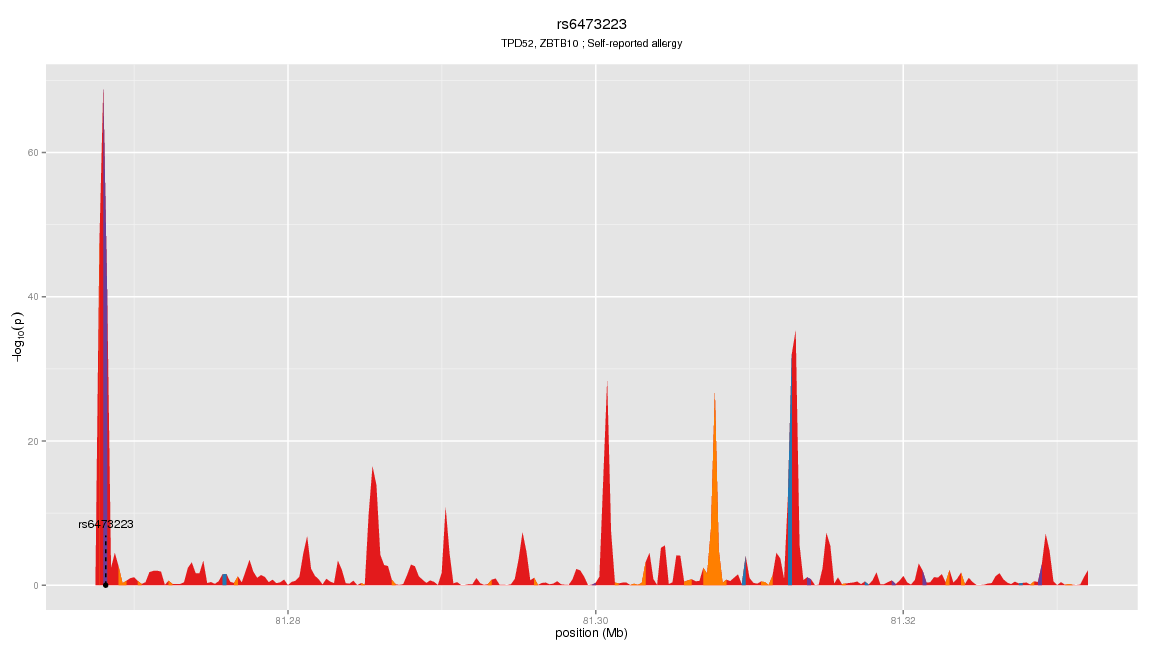 rs6473223
TPD52, ZBTB10 ; Self-reported allergy
60
40
20
0
−log10(p)
rs6473223
81.28
81.30
81.32
position (Mb)